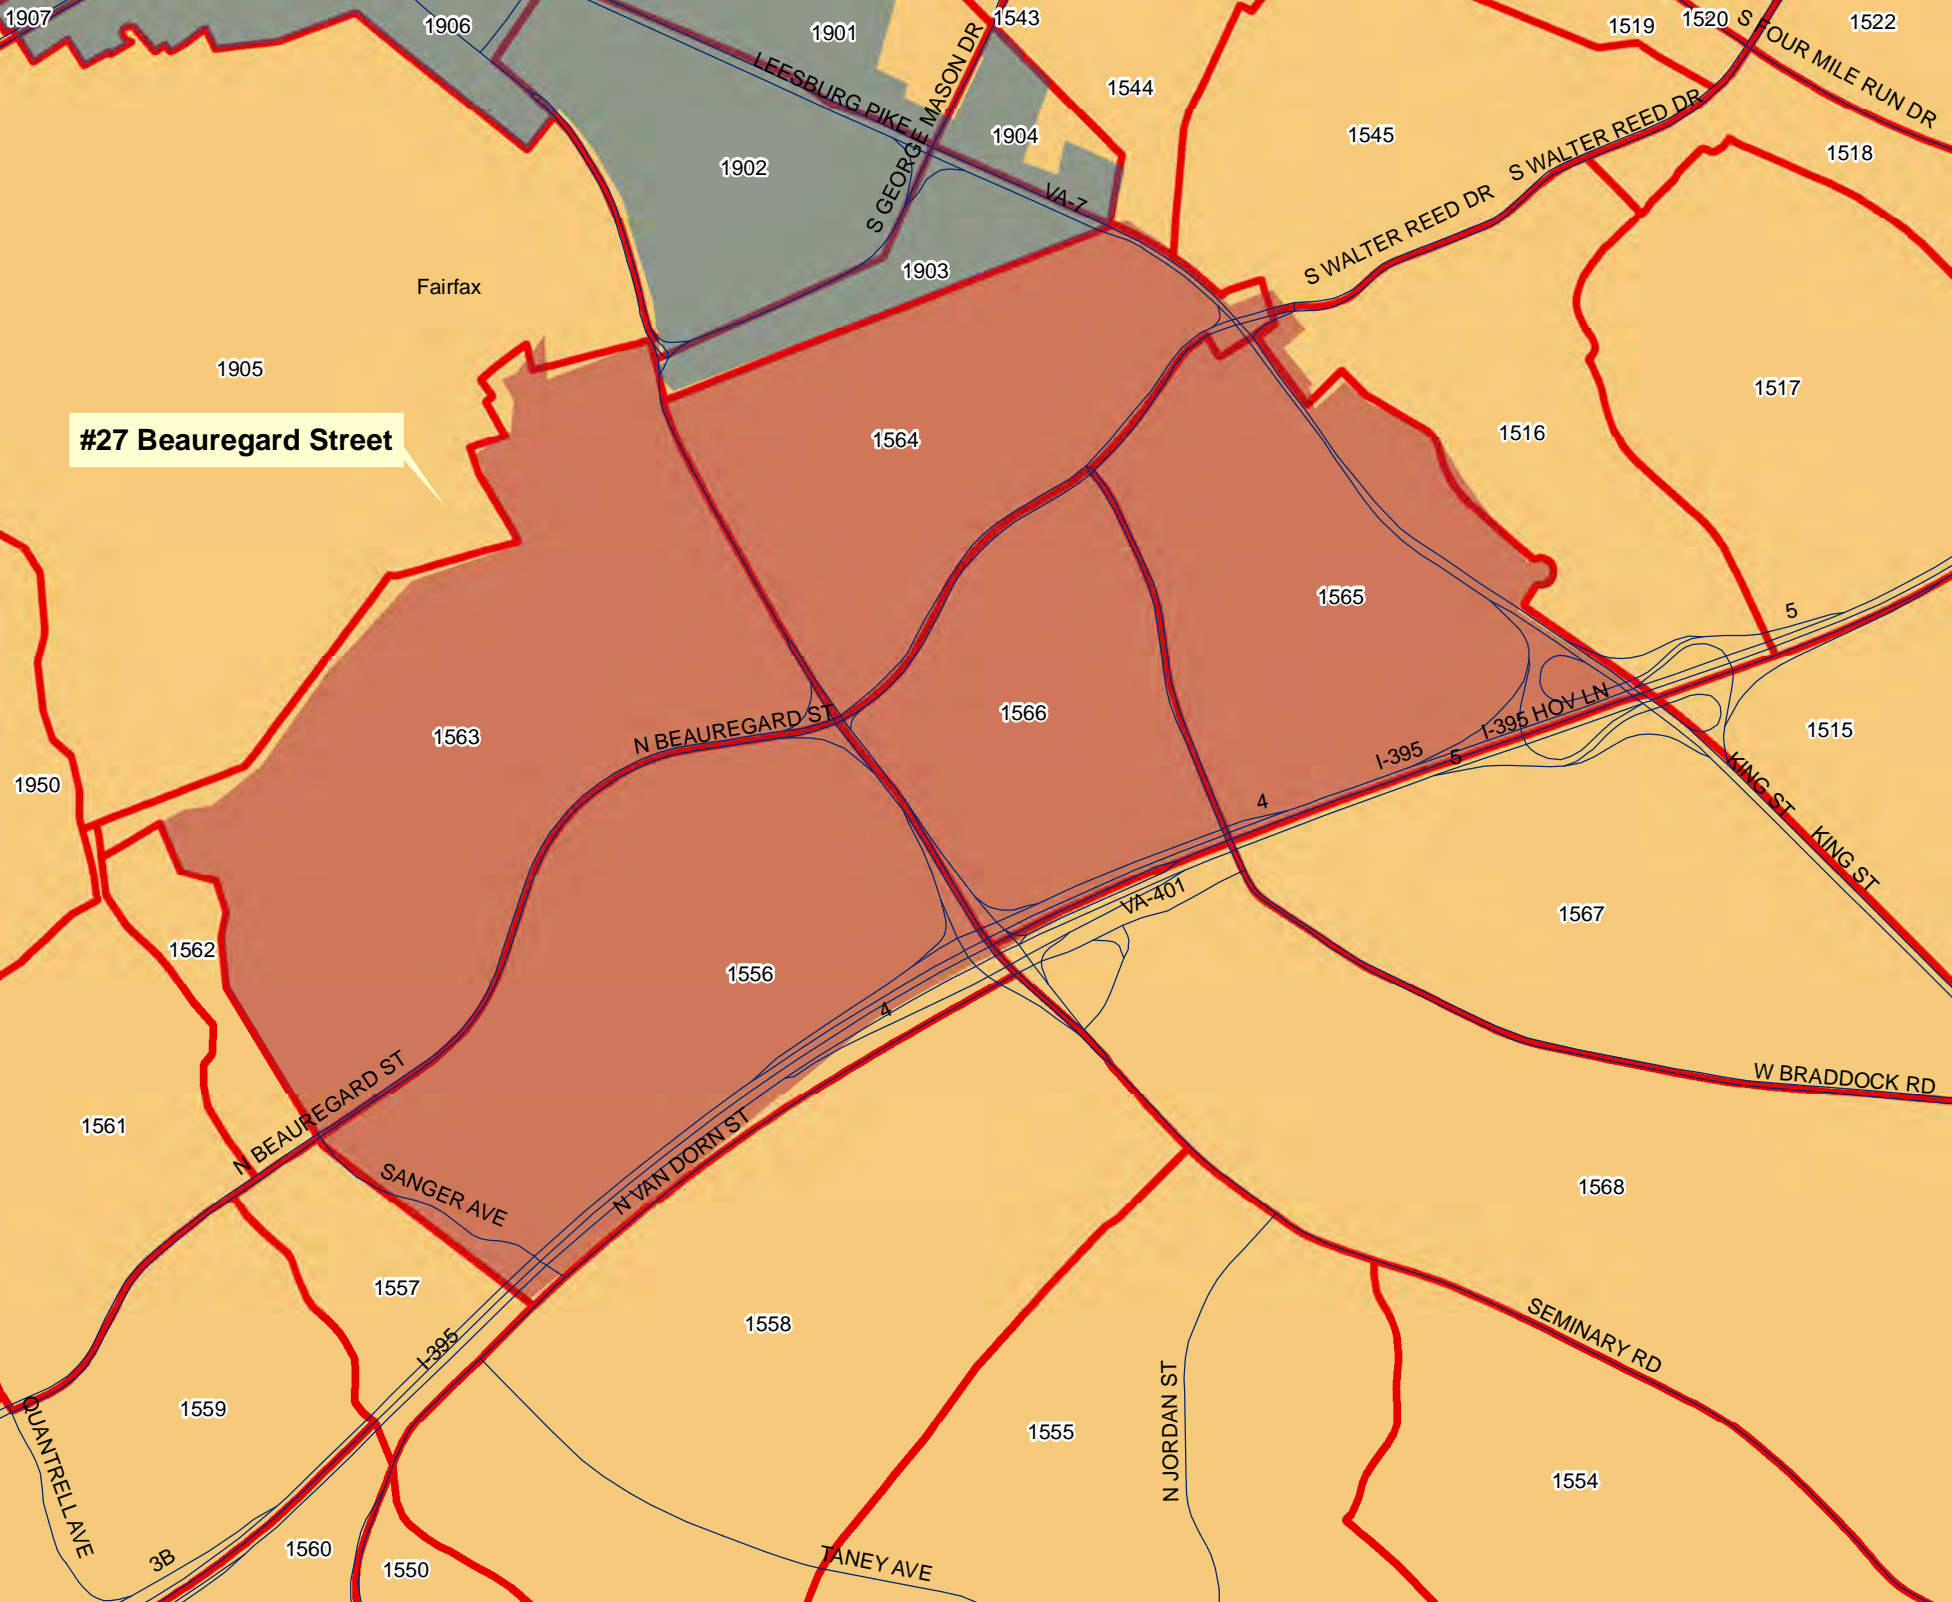 1907
1906
1901
1543
1519
1520
1522
S FOUR MILE RUN DR
LEESBURG PIKE
S GEORGE MASON DR
1544
1904
1545
S WALTER REED DR
1518
1902
VA-7
S WALTER REED DR
1903
Fairfax
1905
1517
#27 Beauregard Street
1564
1516
1565
5
1563
N BEAUREGARD ST
1566
I-395 HOV LN
I-395
5
1515
1950
KING ST
4
KING ST
VA-401
1567
1562
1556
4
N BEAUREGARD ST
W BRADDOCK RD
1561
N VAN DORN ST
SANGER AVE
1568
1557
1558
I-395
SEMINARY RD
QUANTRELL AVE
1559
N JORDAN ST
1555
1554
3B
1560
1550
TANEY AVE